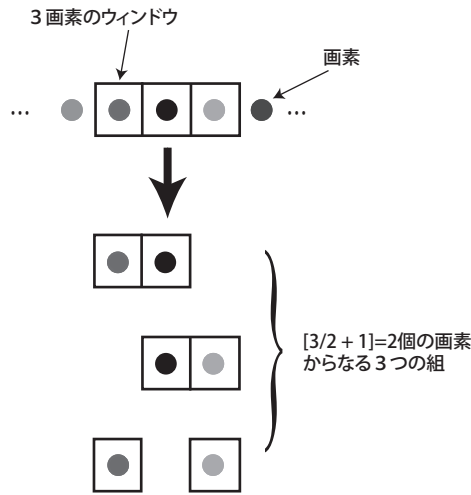 3画素のウィンドウ
画素
...
...
[3/2 + 1]=2個の画素
からなる3つの組